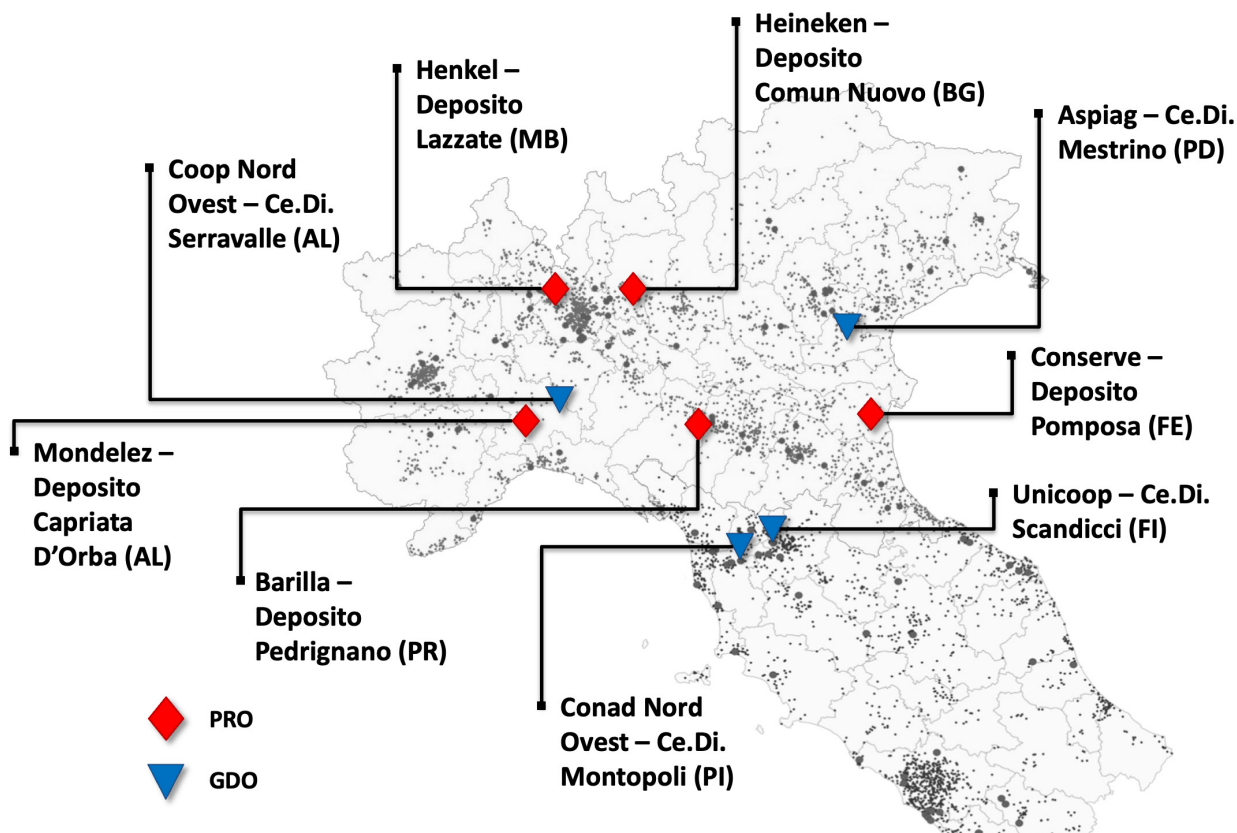 Heineken –
Deposito
Comun Nuovo (BG)
Henkel –
Deposito
Lazzate (MB)
Aspiag – Ce.Di.
Mestrino (PD)
Coop Nord
Ovest – Ce.Di.
Serravalle (AL)
Conserve –
Deposito
Pomposa (FE)
Mondelez –
Deposito
Capriata
D’Orba (AL)
Unicoop – Ce.Di.
Scandicci (FI)
Barilla –
Deposito
Pedrignano (PR)
Conad Nord
Ovest – Ce.Di.
Montopoli (PI)
PRO
GDO